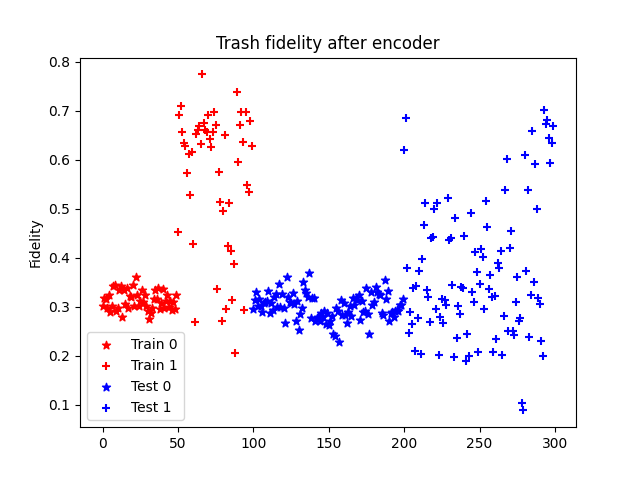 Trash fidelity after encoder
0.8
0.7
0.6
0.5
0.4
0.3
0.2
0.1
Fidelity
Train 0
Train 1
Test 0
Test 1
0 50 100 150 200 250 300